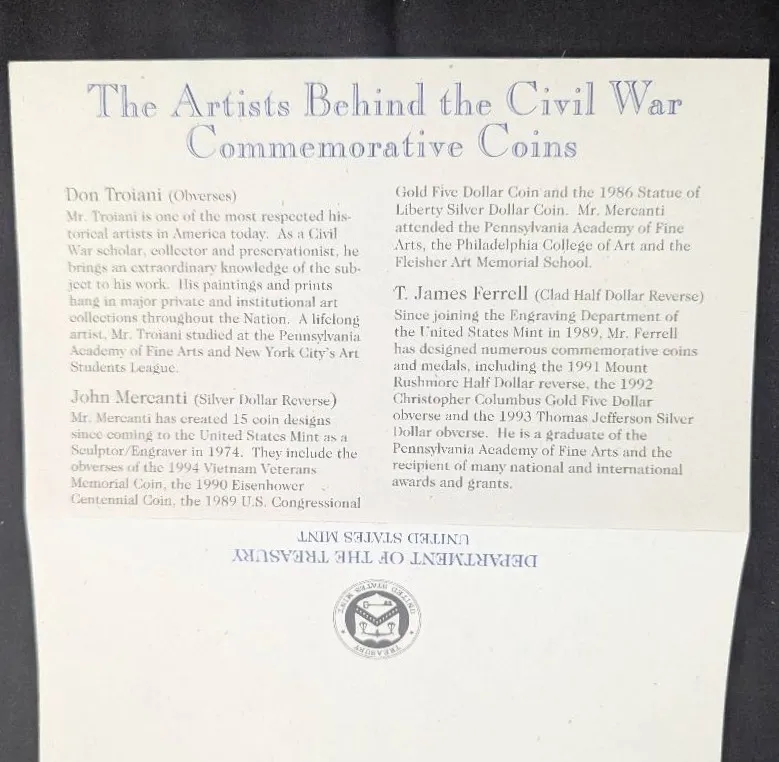 The Artists Behind the Civil War
Commemorative Coins
Don Troiani (Obverses)
Mr. Troiani is one of the most respected his-
torical artists in America today. As a Civil
War scholar, collector and preservationist, he
brings an extraordinary knowledge of the sub-
ject to his work. His paintings and prints
hang in major private and institutional art
collections throughout the Nation. A lifelong
artist, Mr. Troiani studied at the Pennsylvania
Academy of Fine Arts and New York City's Art
Students League.
John Mercanti (Silver Dollar Reverse)
Mr. Mercanti has created 15 coin designs
since coming to the United States Mint as a
Sculptor/Engraver in 1974. They include the
obverses of the 1994 Vietnam Veterans
Memorial Coin, the 1990 Eisenhower
Centennial Coin, the 1989 U.S. Congressional
Gold Five Dollar Coin and the 1986 Statue of
Liberty Silver Dollar Coin. Mr. Mercanti
attended the Pennsylvania Academy of Fine
Arts, the Philadelphia College of Art and the
Fleisher Art Memorial School.
T. James Ferrell (Clad Half Dollar Reverse)
Since joining the Engraving Department of
the United States Mint in 1989, Mr. Ferrell
has designed numerous commemorative coins
and medals, including the 1991 Mount
Rushmore Half Dollar reverse, the 1992
Christopher Columbus Gold Five Dollar
obverse and the 1993 Thomas Jefferson Silver
Dollar obverse. He is a graduate of the
Pennsylvania Academy of Fine Arts and the
recipient of many national and international
awards and grants.
DEPARTMENT OF THE TREASURY
UNITED STATES MINT
TREASURY
UNITED STATES MINT